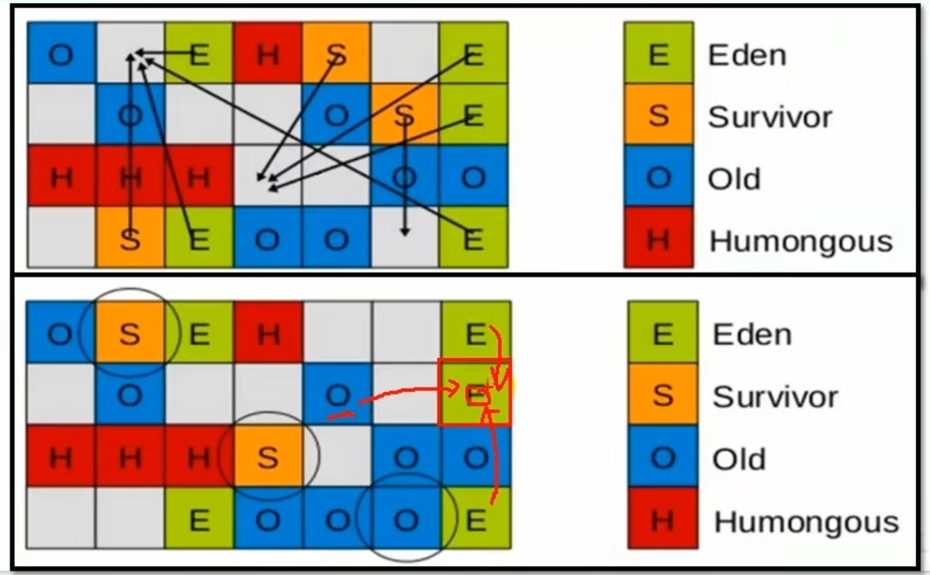 O E H S E
O O S E
H H H O O
S E O O E
E Eden
S Survivor
O Old
H Humongous
O S E H E
O O E
H H H S O O
E O O O E
E Eden
S Survivor
O Old
H Humongous